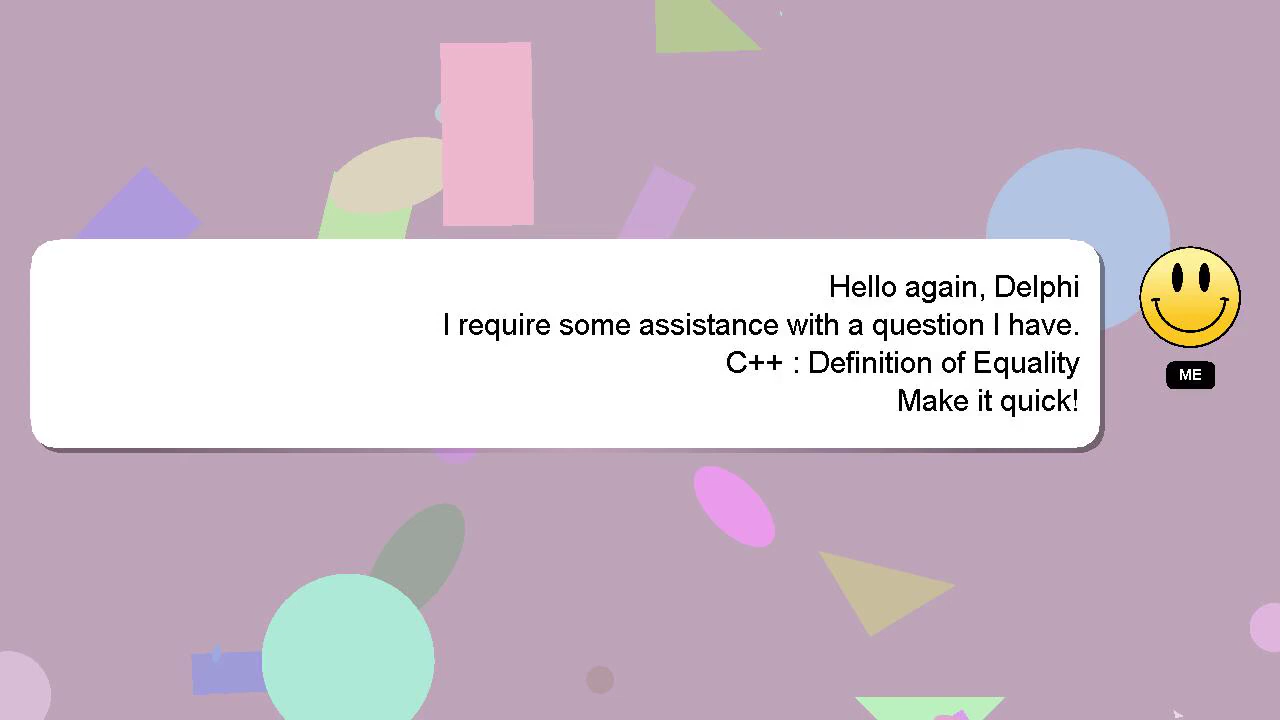 Hello again, Delphi
I require some assistance with a question I have.
C++ : Definition of Equality
Make it quick!
ME